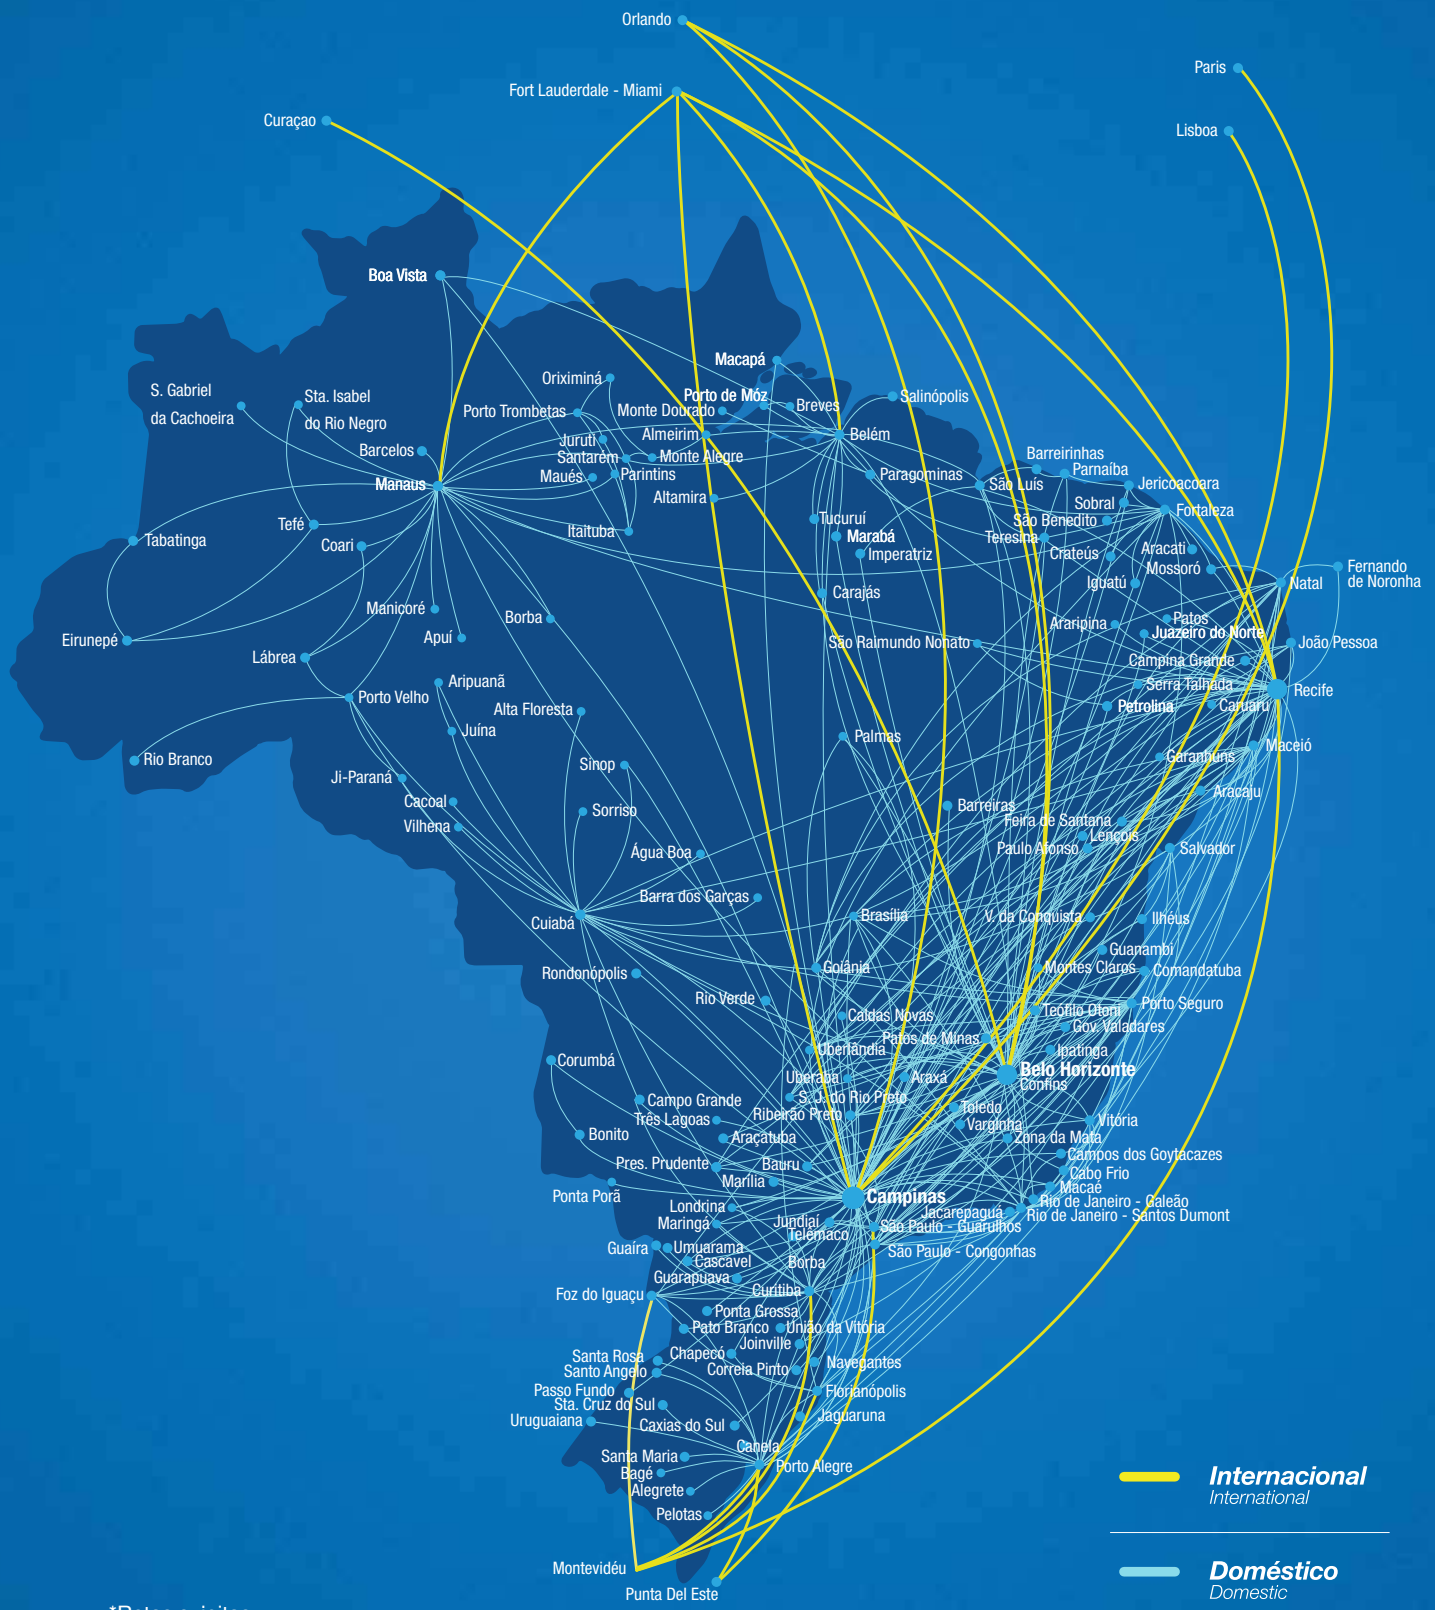 Orlando
Paris
Fort Lauderdale - Miami
Curaçao
Lisboa
Boa Vista
Macapá
Oriximiná
S. Gabriel
da Cachoeira
Sta. Isabel
do Rio Negro
Porto de Móz
Salinópolis
Porto Trombetas
Monte Dourado
Breves
Almeirim
Belém
Juruti
Barcelos
Santarém
Monte Alegre
Barreirinhas
Maués
Parintins
Paragominas
Parnaíba
Manaus
São Luís
Jericoacoara
Altamira
Sobral
Fortaleza
Tucuruí
São Benedito
Tefé
Itaituba
Marabá
Teresina
Tabatinga
Coari
Imperatriz
Crateús
Aracati
Mossoró
Fernando
de Noronha
Iguatú
Natal
Carajás
Manicoré
Borba
Patos
Araripina
Juazeiro do Norte
Eirunepé
Apuí
São Raimundo Nonato
João Pessoa
Lábrea
Campina Grande
Aripuanã
Serra Talhada
Recife
Porto Velho
Alta Floresta
Petrolina
Caruaru
Juína
Palmas
Maceió
Rio Branco
Sinop
Garanhuns
Ji-Paraná
Aracaju
Cacoal
Sorriso
Barreiras
Vilhena
Feira de Santana
Lençois
Água Boa
Paulo Afonso
Salvador
Barra dos Garças
Cuiabá
Brasília
V. da Conquista
Ilhéus
Guanambi
Rondonópolis
Goiânia
Montes Claros
Comandatuba
Rio Verde
Porto Seguro
Caldas Novas
Teófilo Otoni
Gov. Valadares
Patos de Minas
Uberlândia
Ipatinga
Corumbá
Belo Horizonte
Confins
Uberaba
Araxá
Campo Grande
S. J. do Rio Preto
Três Lagoas
Ribeirão Preto
Toledo
Varginha
Vitória
Bonito
Araçatuba
Zona da Mata
Pres. Prudente
Bauru
Campos dos Goytacazes
Marília
Cabo Frio
Ponta Porã
Campinas
Macaé
Londrina
Rio de Janeiro - Galeão
Jacarepaguá
Rio de Janeiro - Santos Dumont
Maringá
Jundiaí
São Paulo - Guarulhos
Telêmaco
Guaíra
Umuarama
São Paulo - Congonhas
Cascavel
Borba
Guarapuava
Foz do Iguaçu
Curitiba
Ponta Grossa
Pato Branco
União da Vitória
Joinville
Santa Rosa
Chapecó
Navegantes
Santo Angelo
Correia Pinto
Passo Fundo
Florianópolis
Sta. Cruz do Sul
Uruguaiana
Caxias do Sul
Jaguaruna
Canela
Santa Maria
Porto Alegre
Bagé
Alegrete
Pelotas
Montevidéu
Punta Del Este
Internacional
International
Doméstico
Domestic